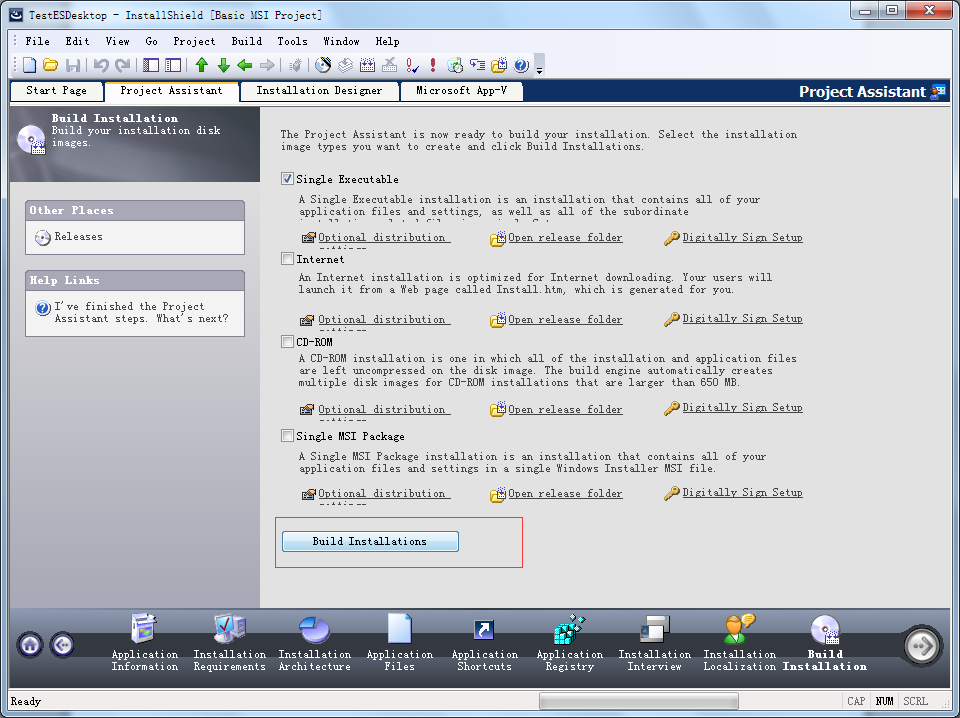 TestESDesktop - InstallShield [Basic MSI Project]
File Edit View Go Project Build Tools Window Help
Start Page Project Assistant Installation Designer Microsoft App-V Project Assistant
Build Installation
Build your installation disk
images.
Other Places
Releases
Help Links
I've finished the Project
Assistant steps. What's next?
The Project Assistant is now ready to build your installation. Select the installation
image types you want to create and click Build Installations.
Single Executable
A Single Executable installation is an installation that contains all of your
application files and settings, as well as all of the subordinate
Optional distribution Open release folder Digitally Sign Setup
Internet
An Internet installation is optimized for Internet downloading. Your users will
launch it from a Web page called Install.htm, which is generated for you.
Optional distribution Open release folder Digitally Sign Setup
CD-ROM
A CD-ROM installation is one in which all of the installation and application files
are left uncompressed on the disk image. The build engine automatically creates
multiple disk images for CD-ROM installations that are larger than 650 MB.
Optional distribution Open release folder Digitally Sign Setup
Single MSI Package
A Single MSI Package installation is an installation that contains all of your
application files and settings in a single Windows Installer MSI file.
Optional distribution Open release folder Digitally Sign Setup
Build Installations
Application Information
Installation Requirements
Installation Architecture
Application Files
Application Shortcuts
Application Registry
Installation Interview
Installation Localization
Build Installation
Ready CAP NUM SCRL